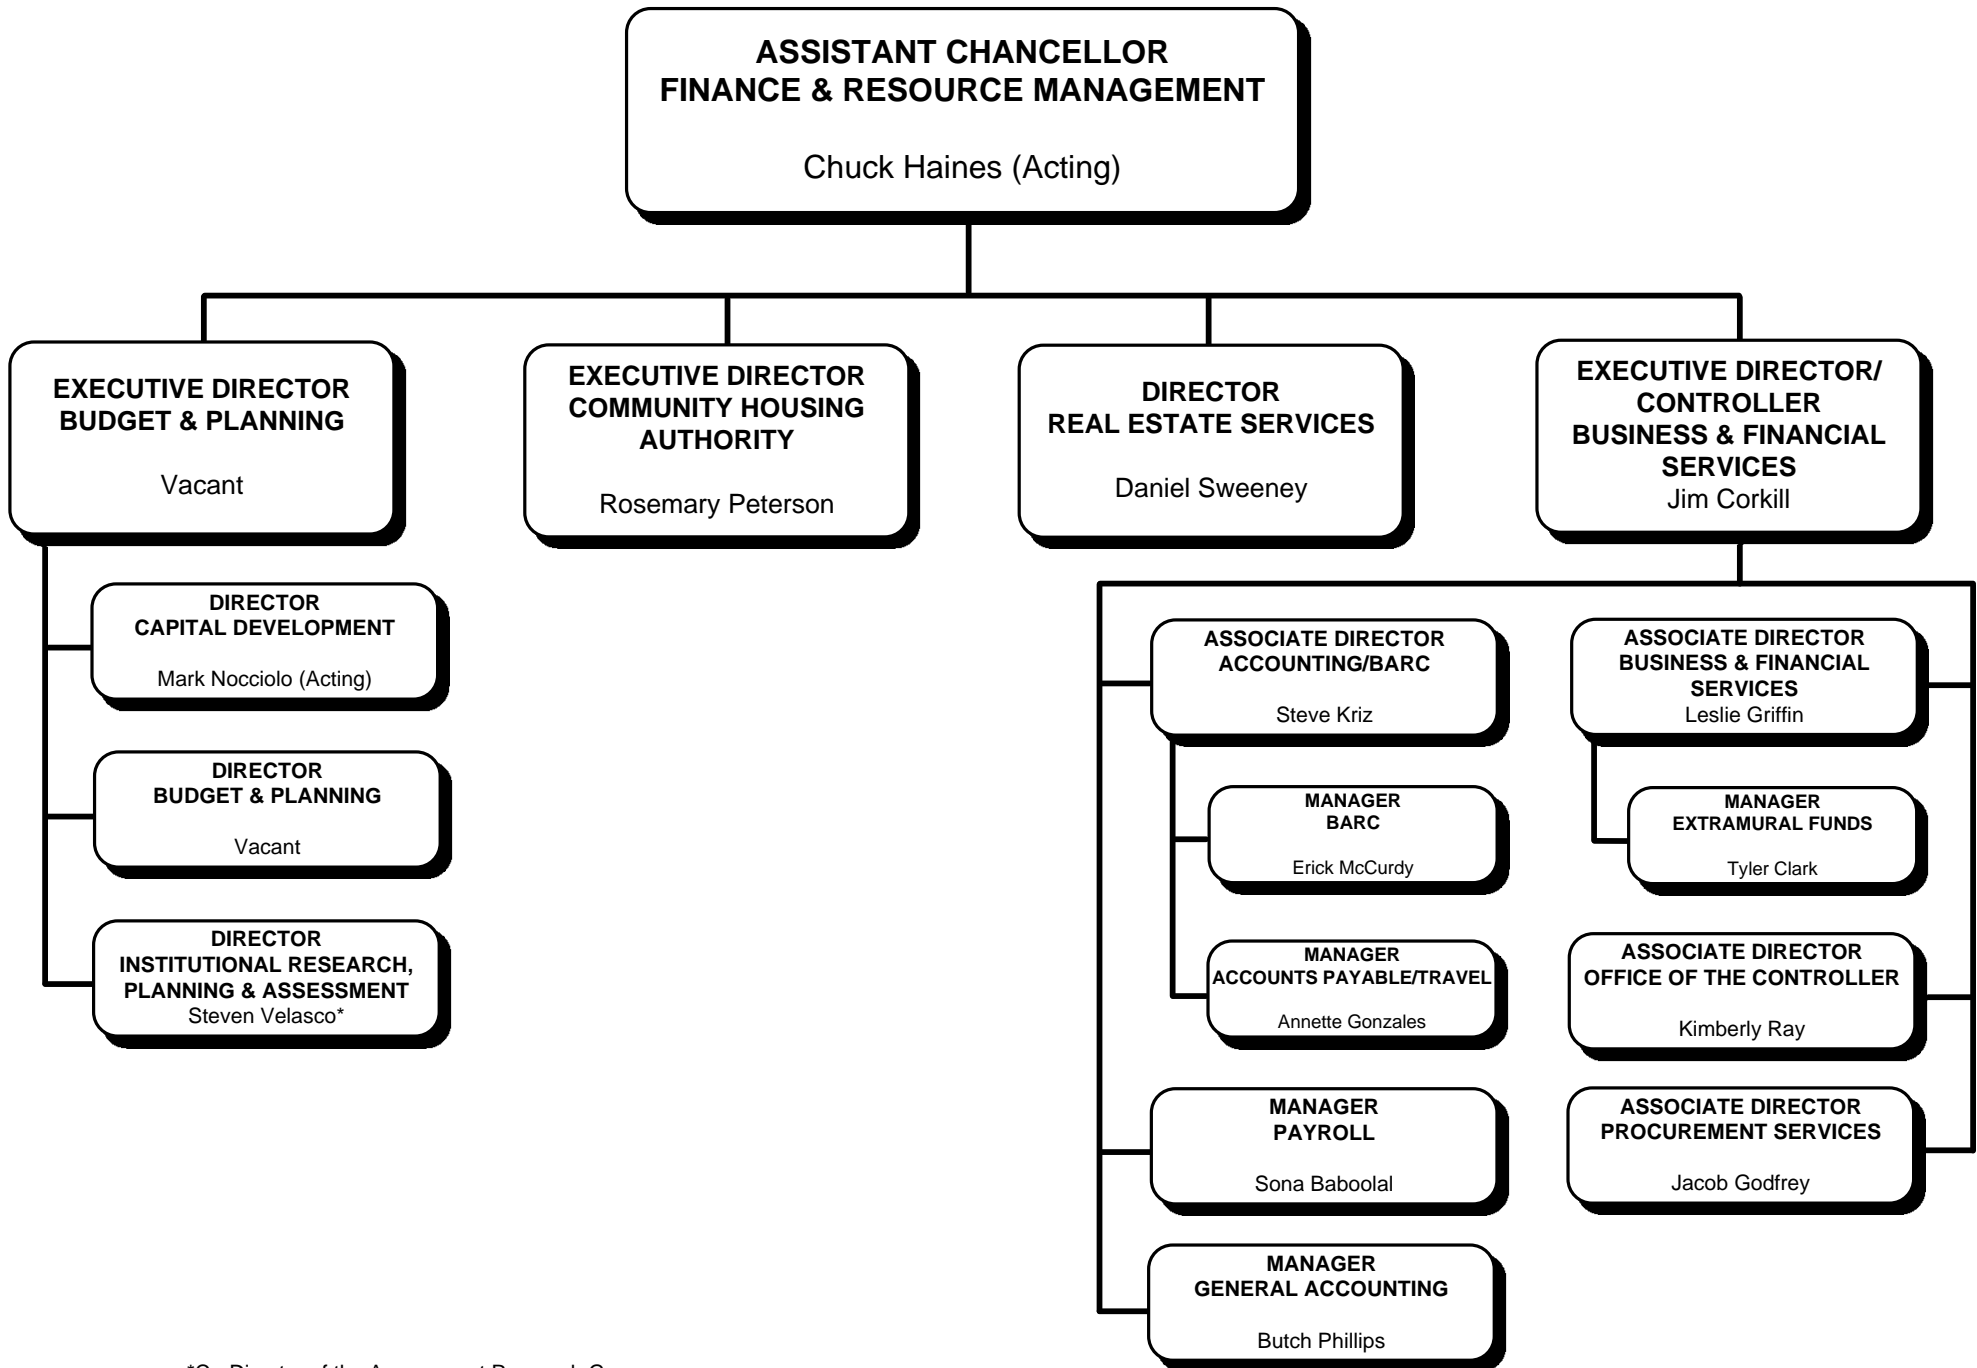 ASSISTANT CHANCELLOR
FINANCE & RESOURCE MANAGEMENT
Chuck Haines (Acting)
EXECUTIVE DIRECTOR
BUDGET & PLANNING
Vacant
EXECUTIVE DIRECTOR
COMMUNITY HOUSING
AUTHORITY
Rosemary Peterson
DIRECTOR
REAL ESTATE SERVICES
Daniel Sweeney
EXECUTIVE DIRECTOR/
CONTROLLER
BUSINESS & FINANCIAL
SERVICES
Jim Corkill
DIRECTOR
CAPITAL DEVELOPMENT
Mark Nocciolo (Acting)
DIRECTOR
BUDGET & PLANNING
Vacant
DIRECTOR
INSTITUTIONAL RESEARCH,
PLANNING & ASSESSMENT
Steven Velasco*
ASSOCIATE DIRECTOR
ACCOUNTING/BARC
Steve Kriz
MANAGER
BARC
Erick McCurdy
MANAGER
ACCOUNTS PAYABLE/TRAVEL
Annette Gonzales
MANAGER
PAYROLL
Sona Baboolal
MANAGER
GENERAL ACCOUNTING
Butch Phillips
ASSOCIATE DIRECTOR
BUSINESS & FINANCIAL
SERVICES
Leslie Griffin
MANAGER
EXTRAMURAL FUNDS
Tyler Clark
ASSOCIATE DIRECTOR
OFFICE OF THE CONTROLLER
Kimberly Ray
ASSOCIATE DIRECTOR
PROCUREMENT SERVICES
Jacob Godfrey